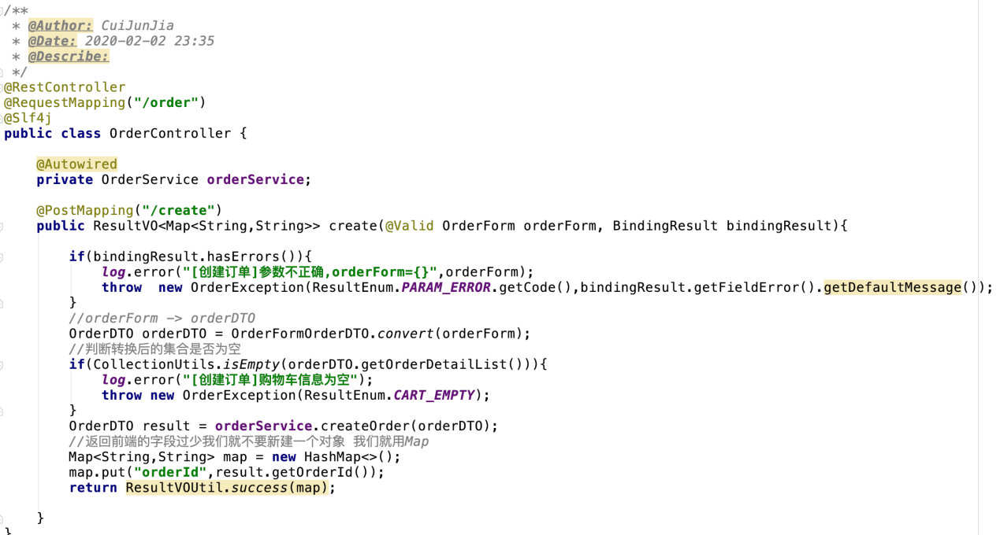 /**
 * @Author: CuiJunJia
 * @Date: 2020-02-02 23:35
 * @Describe:
 */
@RestController
@RequestMapping("/order")
@Slf4j
public class OrderController {
    @Autowired
    private OrderService orderService;
    @PostMapping("/create")
    public ResultVO<Map<String,String>> create(@Valid OrderForm orderForm, BindingResult bindingResult){
        if(bindingResult.hasErrors()){
            log.error("[创建订单]参数不正确,orderForm={}",orderForm);
            throw  new OrderException(ResultEnum.PARAM_ERROR.getCode(),bindingResult.getFieldError().getDefaultMessage());
        }
        //orderForm -> orderDTO
        OrderDTO orderDTO = OrderFormOrderDTO.convert(orderForm);
        //判断转换后的集合是否为空
        if(CollectionUtils.isEmpty(orderDTO.getOrderDetailList())){
            log.error("[创建订单]购物车信息为空");
            throw new OrderException(ResultEnum.CART_EMPTY);
        }
        OrderDTO result = orderService.createOrder(orderDTO);
        //返回前端的字段过少我们就不要新建一个对象 我们就用Map
        Map<String,String> map = new HashMap<>();
        map.put("orderId",result.getOrderId());
        return ResultVOUtil.success(map);
    }
}